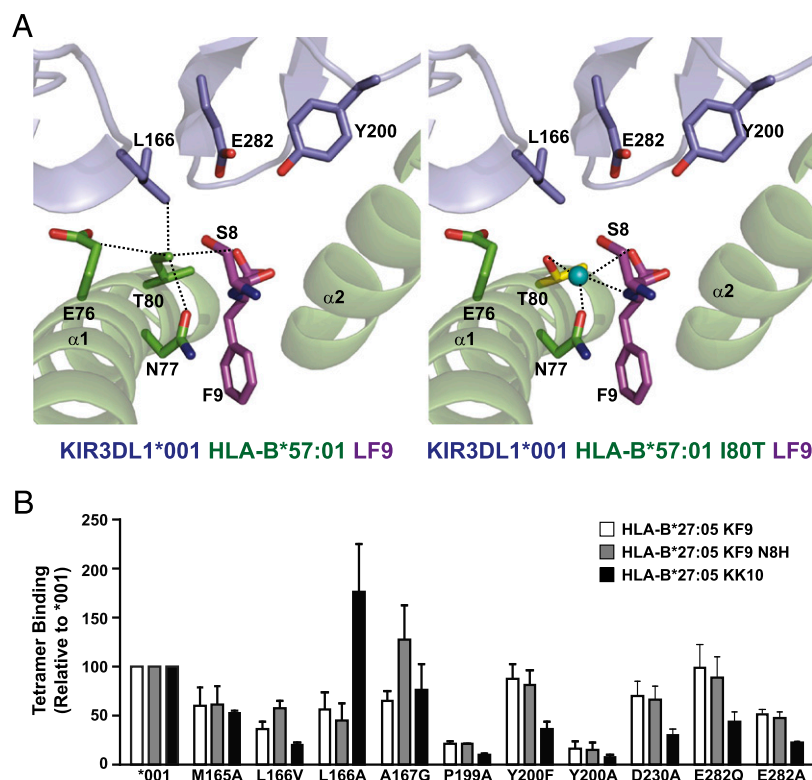 A
L166
E282
Y200
S8
E76
T80
α1
N77
α2
F9
KIR3DL1*001 HLA-B*57:01 LF9
L166
E282
Y200
S8
E76
T80
α1
N77
α2
F9
KIR3DL1*001 HLA-B*57:01 I80T LF9
B
Tetramer Binding
(Relative to *001)
250
200
150
100
50
0
HLA-B*27:05 KF9
HLA-B*27:05 KF9 N8H
HLA-B*27:05 KK10
*001 M165A L166V L166A A167G P199A Y200F Y200A D230A E282Q E282A